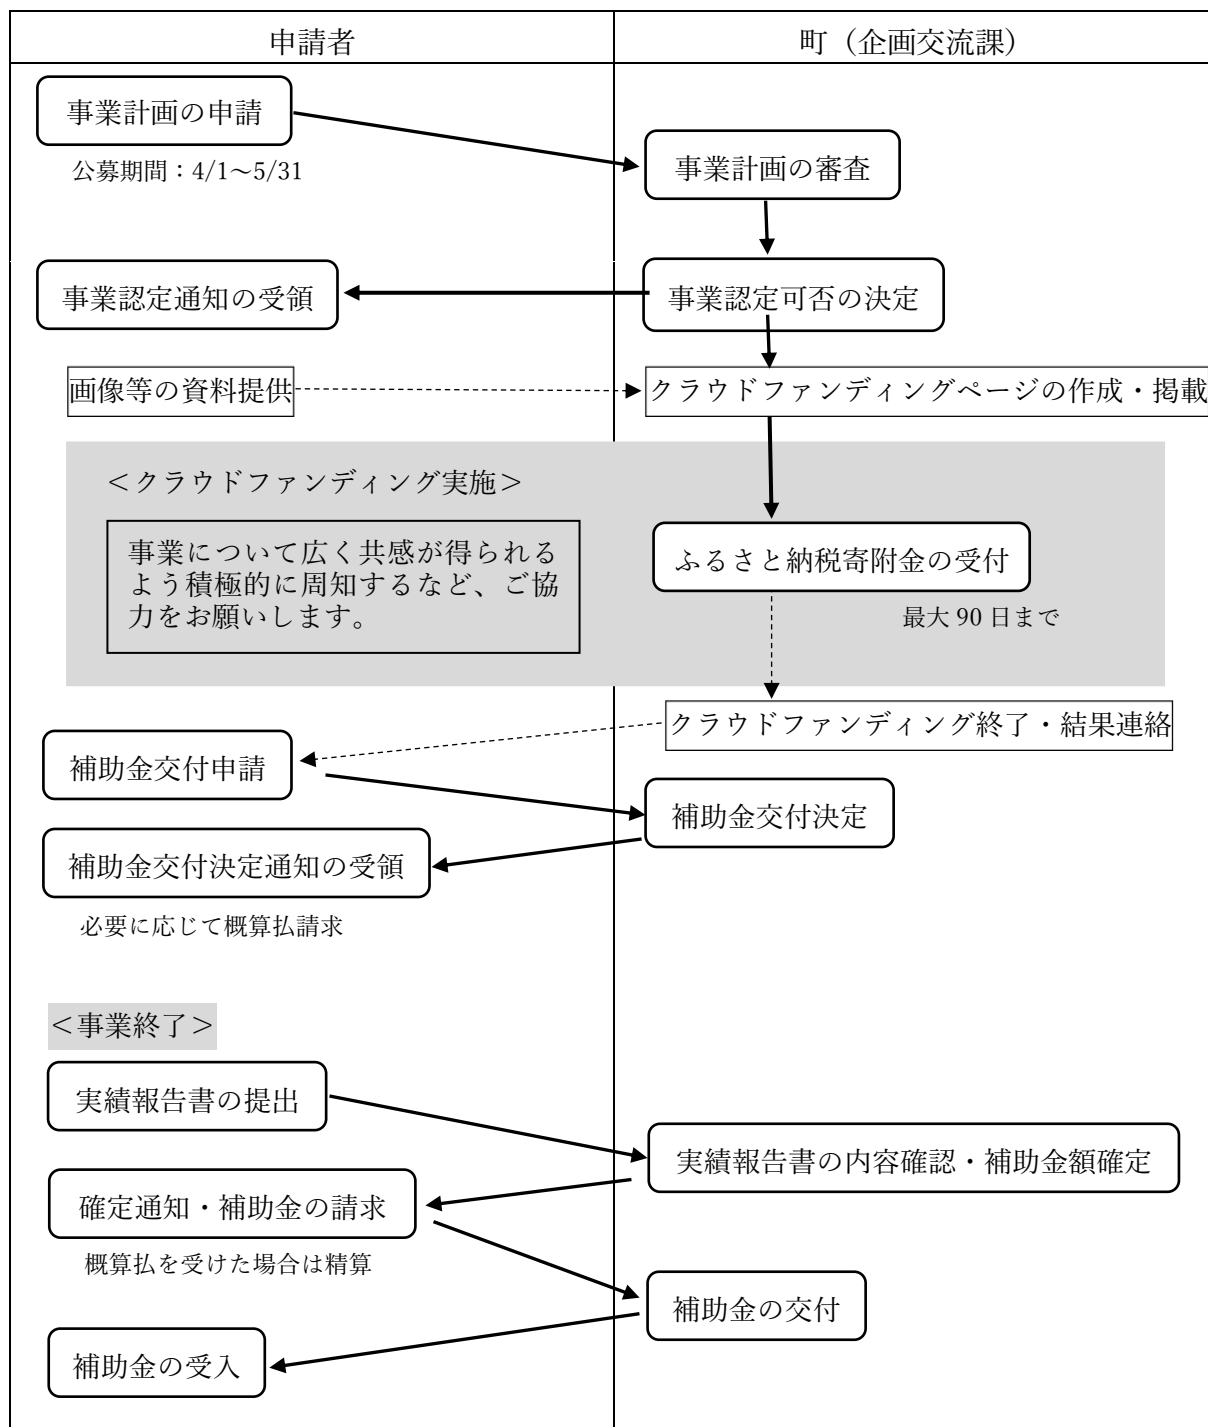 申請者
町（企画交流課）
事業計画の申請
公募期間：4/1～5/31
事業計画の審査
事業認定通知の受領
事業認定可否の決定
画像等の資料提供
クラウドファンディングページの作成・掲載
＜クラウドファンディング実施＞
事業について広く共感が得られる
よう積極的に周知するなど、ご協
力をお願いします。
ふるさと納税寄附金の受付
最大 90 日まで
クラウドファンディング終了・結果連絡
補助金交付申請
補助金交付決定
補助金交付決定通知の受領
必要に応じて概算払請求
＜事業終了＞
実績報告書の提出
実績報告書の内容確認・補助金額確定
確定通知・補助金の請求
概算払を受けた場合は精算
補助金の交付
補助金の受入